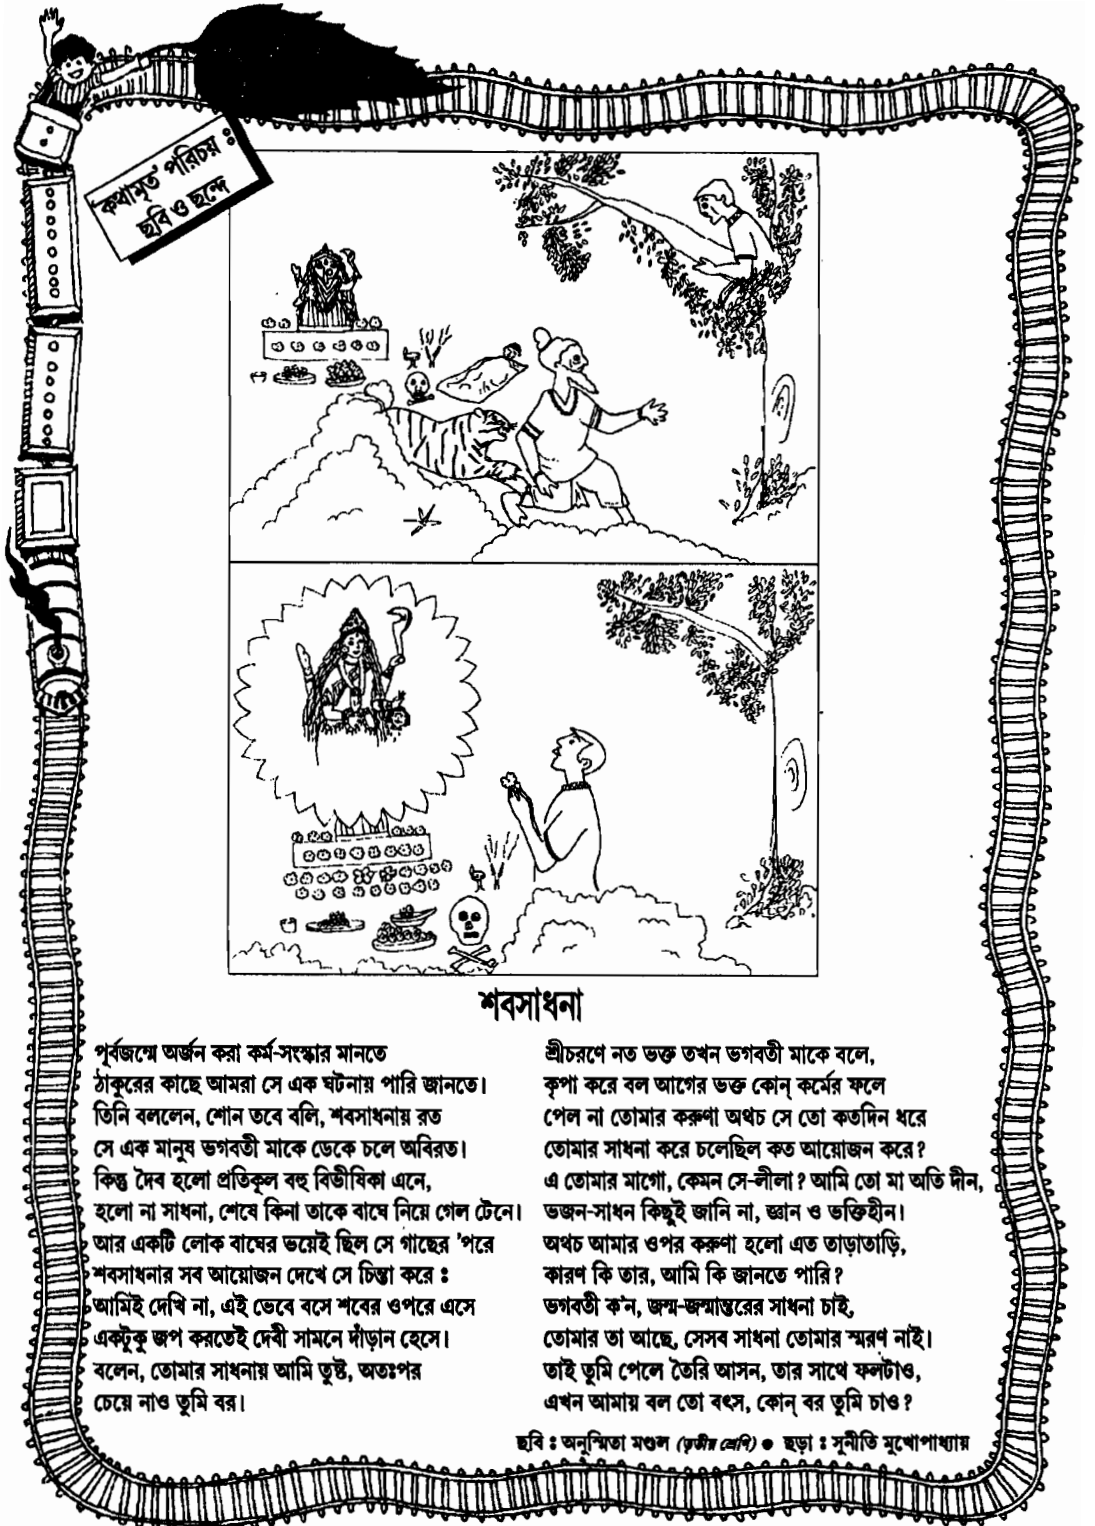 'কথামৃত' পরিচয় :
ছবি ও ছন্দে
শবসাধনা
পূর্বজন্মে অর্জন করা কর্ম-সংস্কার মানতে
ঠাকুরের কাছে আমরা সে এক ঘটনায় পারি জানতে।
তিনি বললেন, শোন তবে বলি, শবসাধনায় রত
সে এক মানুষ ভগবতী মাকে ডেকে চলে অবিরত।
কিন্তু দৈব হলো প্রতিকূল বহু বিভীষিকা এনে,
হলো না সাধনা, শেষে কিনা তাকে বাঘে নিয়ে গেল টেনে।
আর একটি লোক বাঘের ভয়েই ছিল সে গাছের 'পরে
শবসাধনার সব আয়োজন দেখে সে চিন্তা করে :
আমিই দেখি না, এই ভেবে বসে শবের ওপরে এসে
একটুকু জপ করতেই দেবী সামনে দাঁড়ান হেসে।
বলেন, তোমার সাধনায় আমি তুষ্ট, অতঃপর
চেয়ে নাও তুমি বর।
শ্রীচরণে নত ভক্ত তখন ভগবতী মাকে বলে,
কৃপা করে বল আগের ভক্ত কোন্ কর্মের ফলে
পেল না তোমার করুণা অথচ সে তো কতদিন ধরে
তোমার সাধনা করে চলেছিল কত আয়োজন করে?
এ তোমার মাগো, কেমন সে-লীলা? আমি তো মা অতি দীন,
ভজন-সাধন কিছুই জানি না, জ্ঞান ও ভক্তিহীন।
অথচ আমার ওপর করুণা হলো এত তাড়াতাড়ি,
কারণ কি তার, আমি কি জানতে পারি?
ভগবতী ক'ন, জন্ম-জন্মান্তরের সাধনা চাই,
তোমার তা আছে, সেসব সাধনা তোমার স্মরণ নাই।
তাই তুমি পেলে তৈরি আসন, তার সাথে ফলটাও,
এখন আমায় বল তো বৎস, কোন্ বর তুমি চাও?
ছবি : অনুস্মিতা মণ্ডল (তৃতীয় শ্রেণি) ● ছড়া : সুনীতি মুখোপাধ্যায়